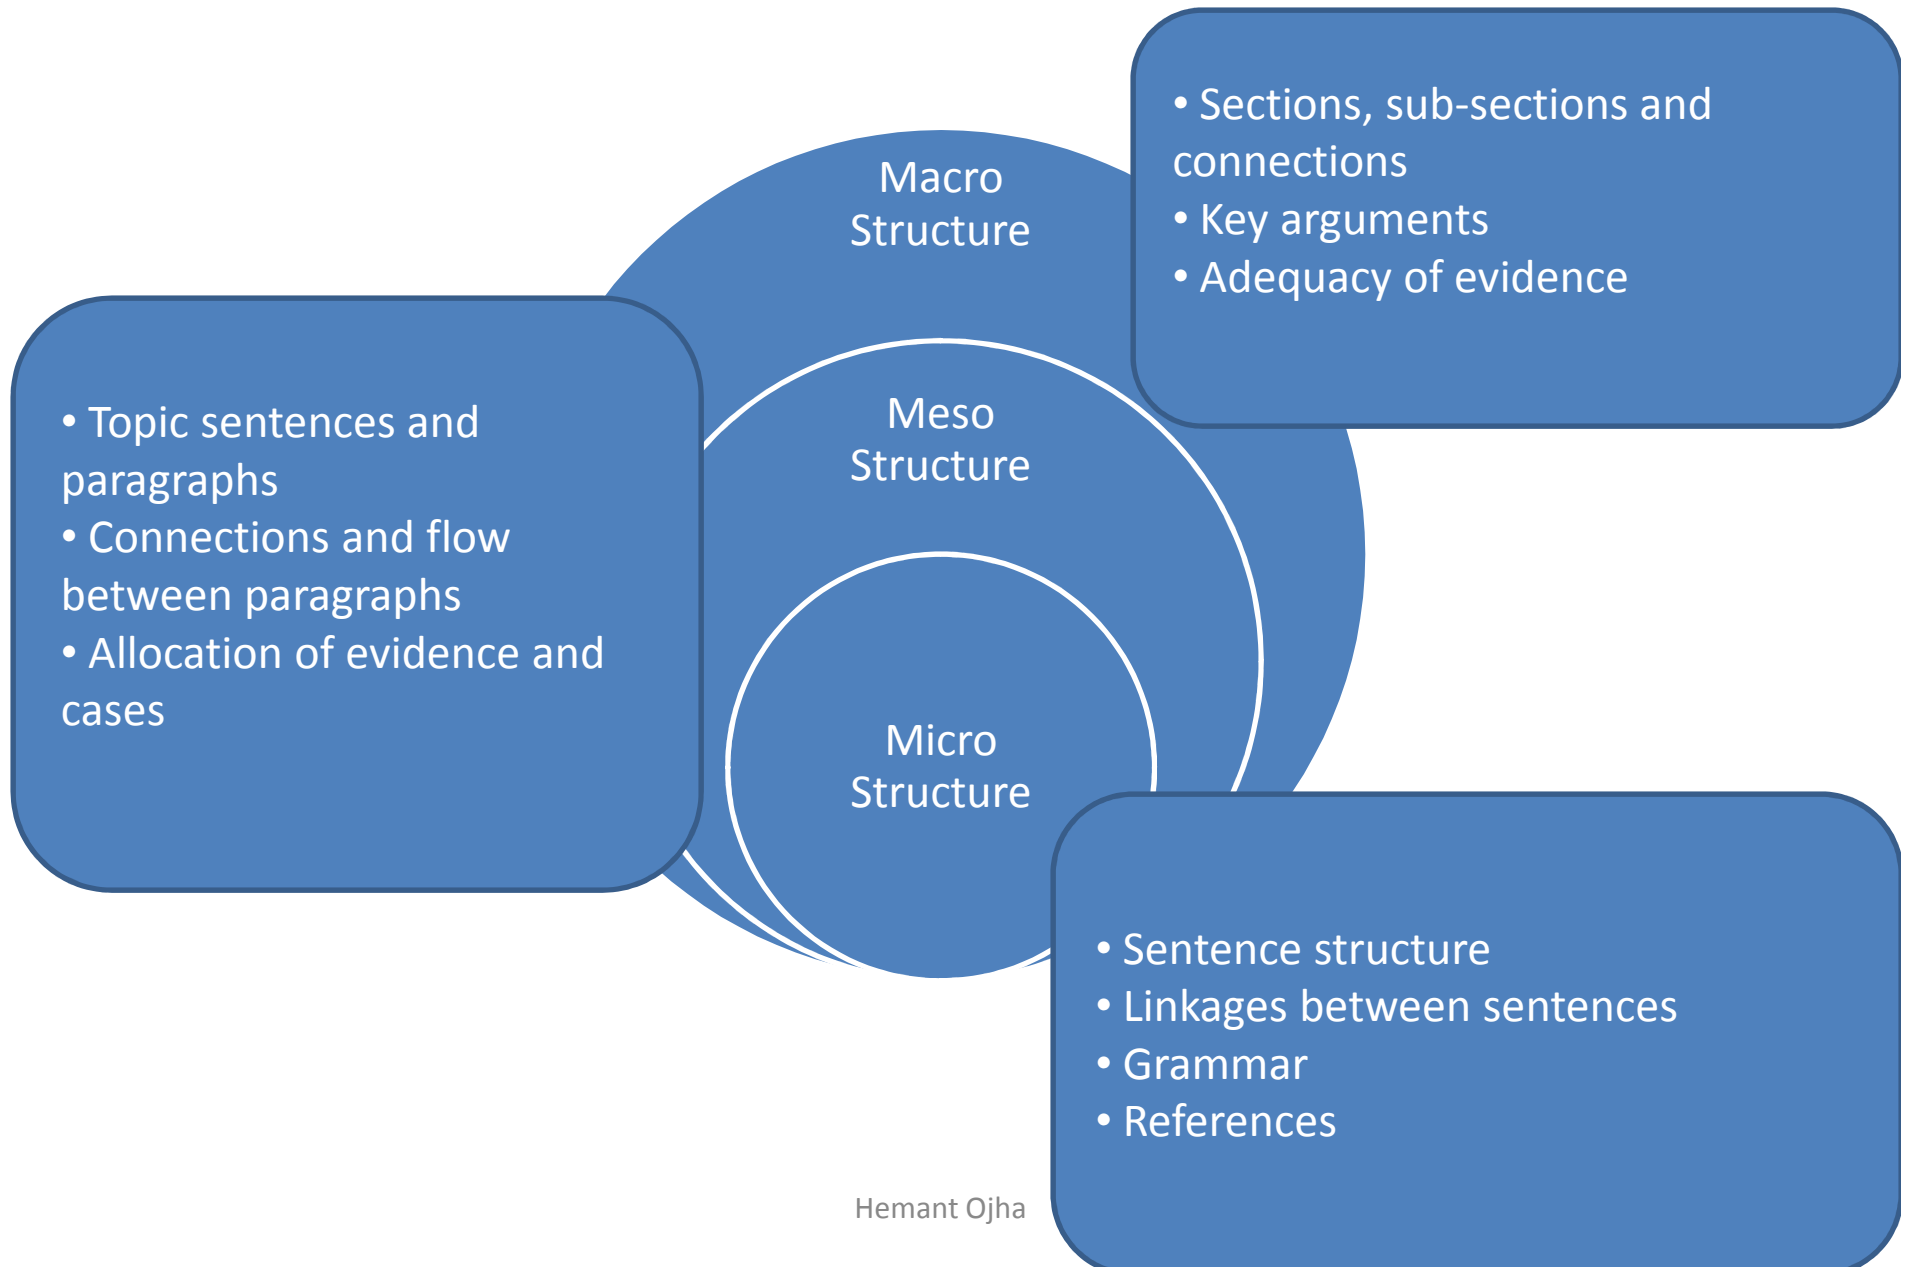 Macro
Structure
• Sections, sub-sections and
connections
• Key arguments
• Adequacy of evidence
Meso
Structure
• Topic sentences and
paragraphs
• Connections and flow
between paragraphs
• Allocation of evidence and
cases
Micro
Structure
• Sentence structure
• Linkages between sentences
• Grammar
• References
Hemant Ojha